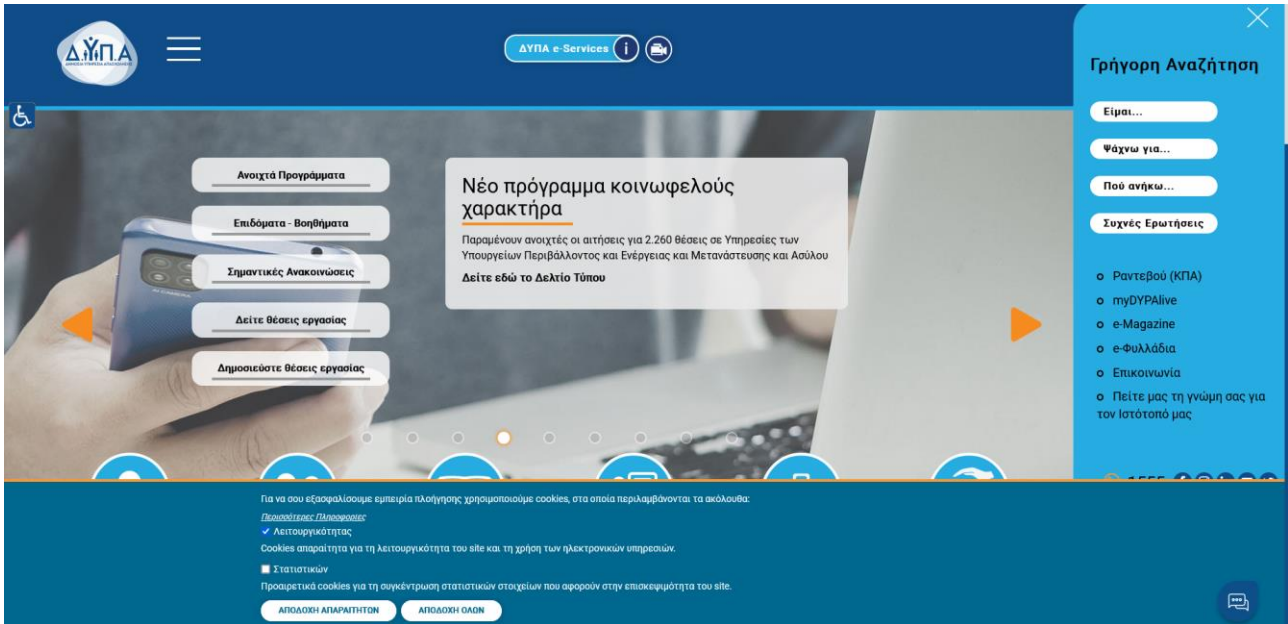 Δ.ΥΠ.Α
ΔΥΠΑ e-Services
Γρήγορη Αναζήτηση
Είμαι...
Ψάχνω για...
Πού ανήκω...
Συχνές Ερωτήσεις
Ραντεβού (ΚΠΑ)
myDYPAlive
e-Magazine
e-Φυλλάδια
Επικοινωνία
Πείτε μας τη γνώμη σας για
τον Ιστότοπό μας
Ανοιχτά Προγράμματα
Επιδόματα - Βοηθήματα
Σημαντικές Ανακοινώσεις
Δείτε θέσεις εργασίας
Δημοσιεύστε θέσεις εργασίας
Νέο πρόγραμμα κοινωφελούς
χαρακτήρα
Παραμένουν ανοιχτές οι αιτήσεις για 2.260 θέσεις σε Υπηρεσίες των
Υπουργείων Περιβάλλοντος και Ενέργειας και Μετανάστευσης και Ασύλου
Δείτε εδώ το Δελτίο Τύπου
Για να σου εξασφαλίσουμε εμπειρία πλοήγησης χρησιμοποιούμε cookies, στα οποία περιλαμβάνονται τα ακόλουθα:
Περισσότερες Πληροφορίες
Λειτουργικότητας
Cookies απαραίτητα για τη λειτουργικότητα του site και τη χρήση των ηλεκτρονικών υπηρεσιών.
Στατιστικών
Προαιρετικά cookies για τη συγκέντρωση στατιστικών στοιχείων που αφορούν στην επισκεψιμότητα του site.
ΑΠΟΔΟΧΗ ΑΠΑΡΑΙΤΗΤΩΝ
ΑΠΟΔΟΧΗ ΟΛΩΝ